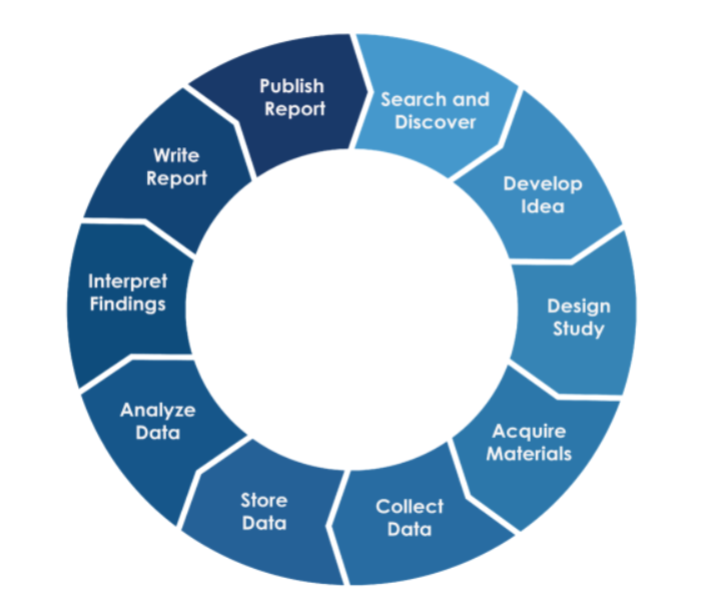 Search and
Discover
Develop
Idea
Design
Study
Acquire
Materials
Collect
Data
Store
Data
Analyze
Data
Interpret
Findings
Write
Report
Publish
Report